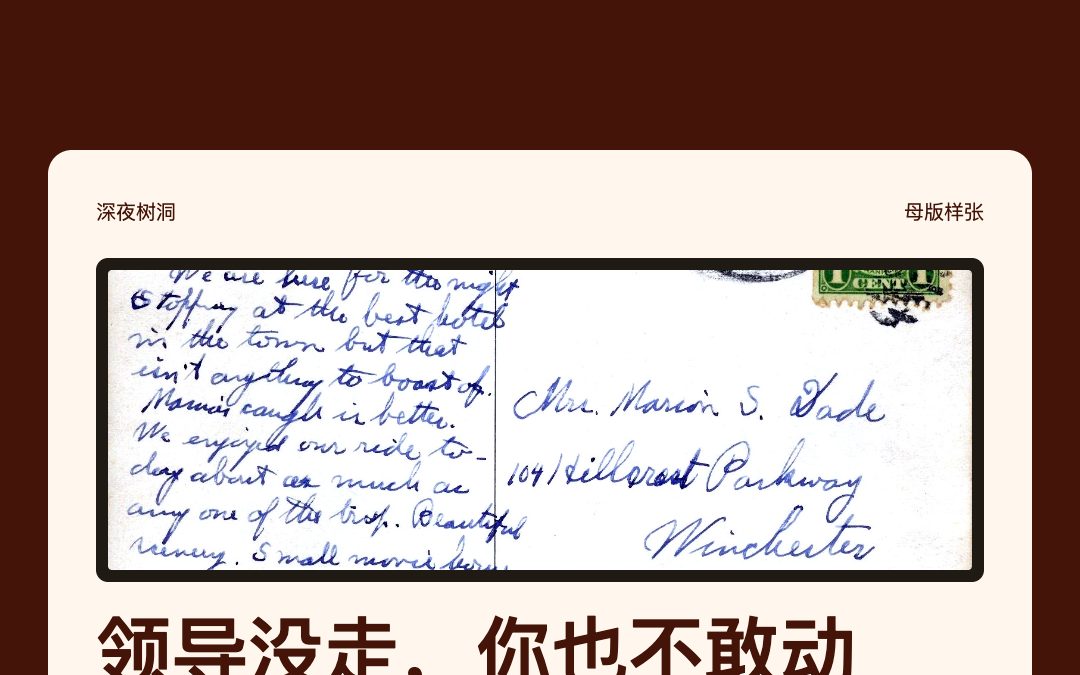 深夜树洞
母版样张
We are here for the night
Stopping at the best hotel
in the town but that
isn't anything to boast of.
Mama's cough is better.
We enjoyed our ride to-
day about as much as
any one of the trip. Beautiful
scenery. Small movie
1 CENT 1
Mrs. Marion S. Dade
104 Hillcrest Parkway
Winchester
领导没走，你也不敢动